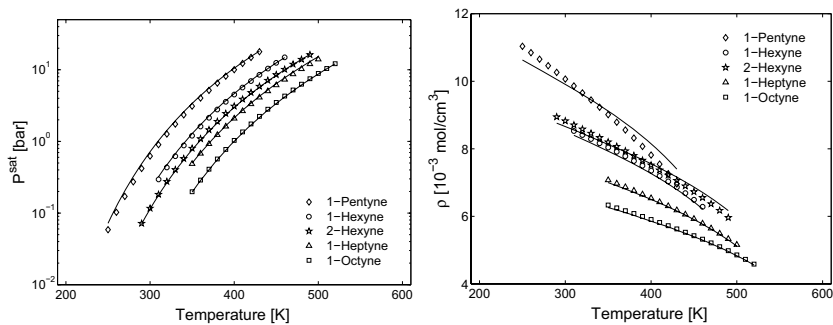 P^sat [bar]
10^1
10^0
10^−1
10^−2
1−Pentyne
1−Hexyne
2−Hexyne
1−Heptyne
1−Octyne
200
300
400
500
600
Temperature [K]
ρ [10^−3 mol/cm^3]
12
10
8
6
4
1−Pentyne
1−Hexyne
2−Hexyne
1−Heptyne
1−Octyne
200
300
400
500
600
Temperature [K]